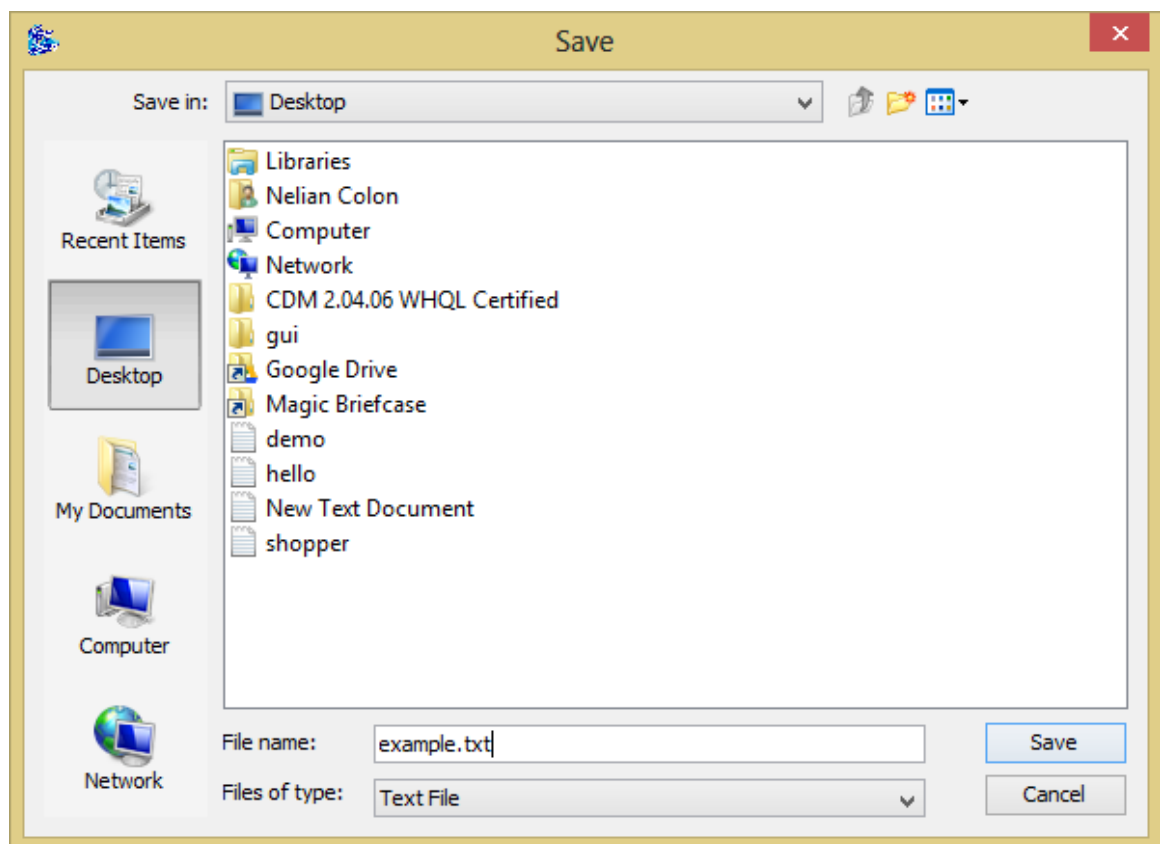 Save
Save in: Desktop
Recent Items
Desktop
My Documents
Computer
Network
Libraries
Nelian Colon
Computer
Network
CDM 2.04.06 WHQL Certified
gui
Google Drive
Magic Briefcase
demo
hello
New Text Document
shopper
File name: example.txt Save
Files of type: Text File Cancel